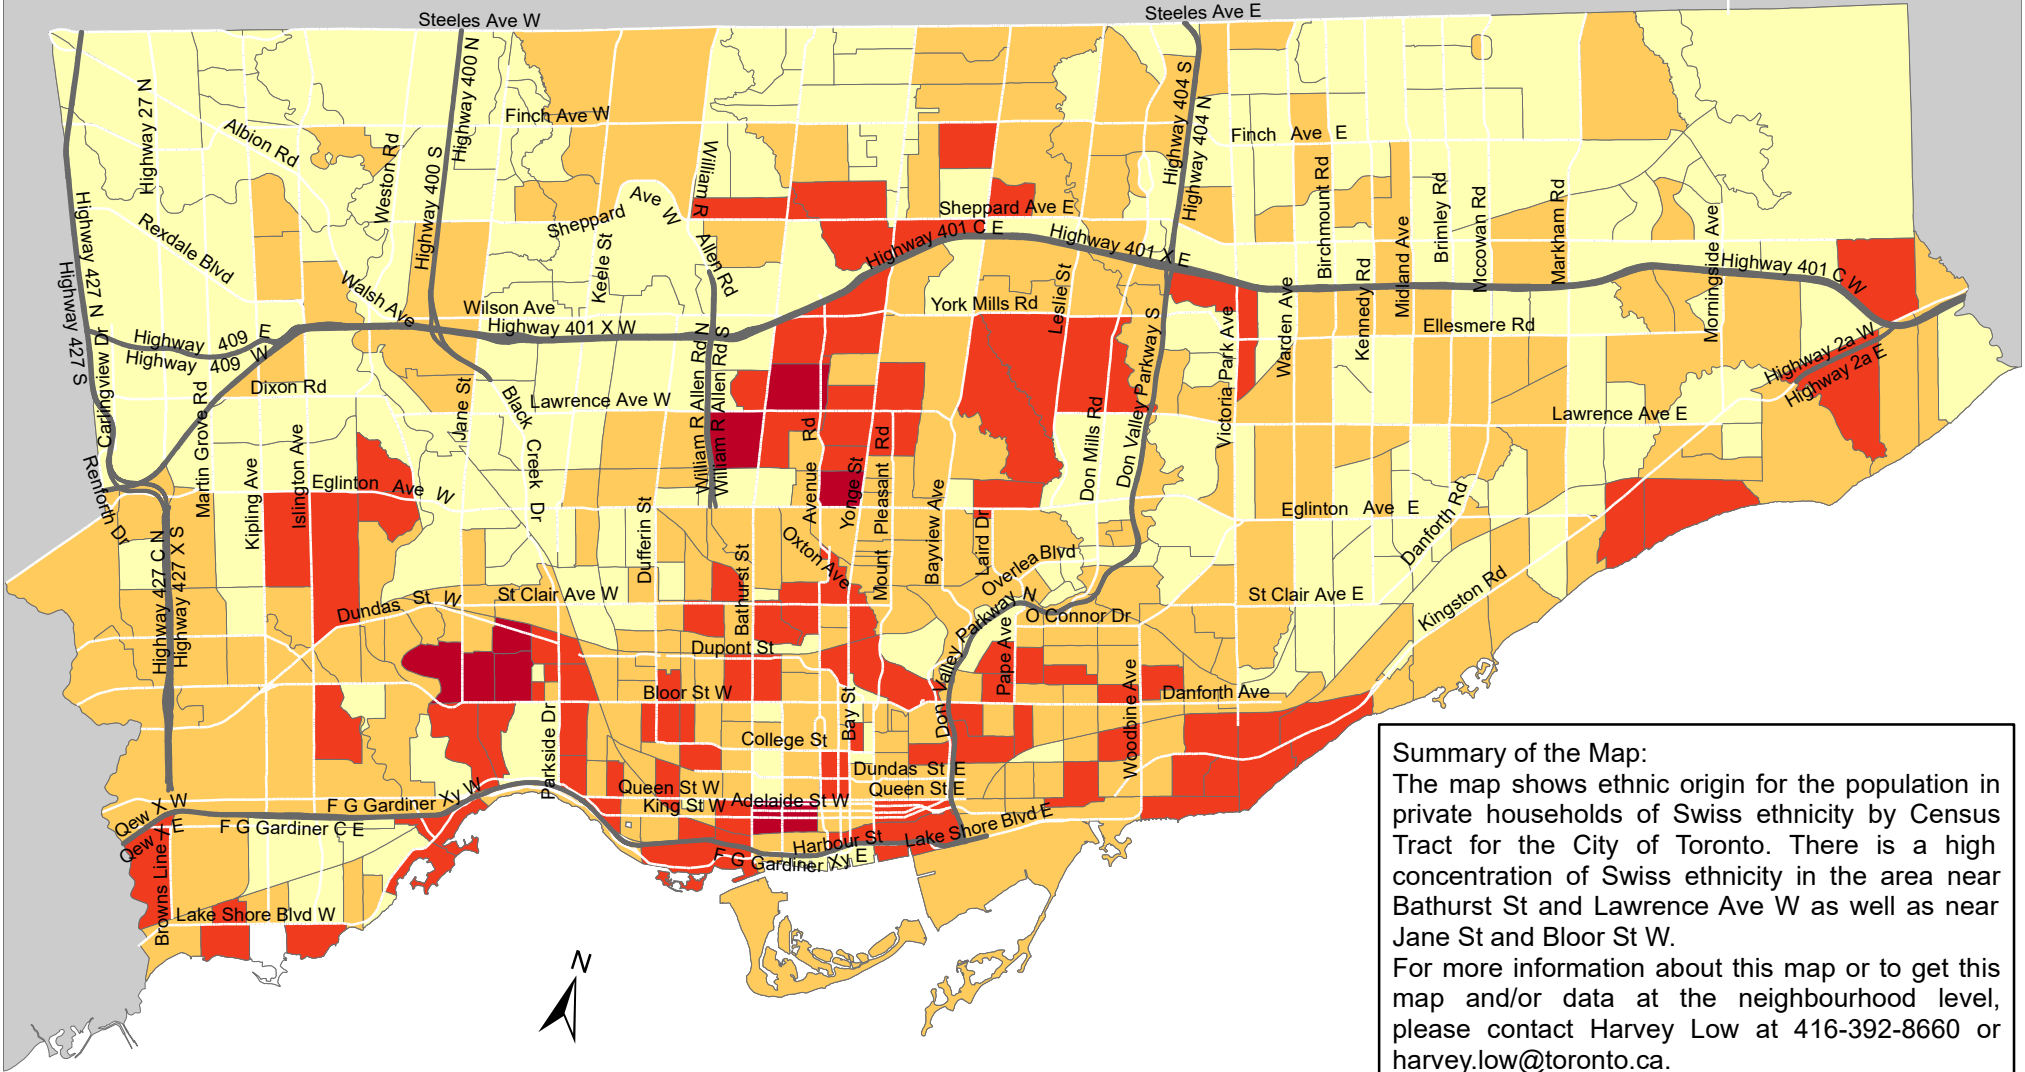 Steeles Ave W
Steeles Ave E
Highway 27 N
Albion Rd
Weston Rd
Highway 400 N
Highway 400 S
Finch Ave W
William R
Allen Rd
Sheppard Ave W
Keele St
Sheppard Ave E
Highway 404 S
Highway 404 N
Finch Ave E
Birchmount Rd
Midland Ave
Brimley Rd
Mccowan Rd
Markham Rd
Morningside Ave
Highway 427 N
Highway 427 S
Rexdale Blvd
Walsh Ave
Wilson Ave
Highway 401 X W
Highway 401 C E
Highway 401 X E
Highway 401 C W
York Mills Rd
Leslie St
Kennedy Rd
Warden Ave
Ellesmere Rd
Highway 2a W
Highway 2a E
Highway 409 E
Highway 409 W
Carlingview Dr
Dixon Rd
Martin Grove Rd
Jane St
Black Creek Dr
Lawrence Ave W
William R Allen Rd N
William R Allen Rd S
Avenue Rd
Yonge St
Mount Pleasant Rd
Don Mills Rd
Don Valley Parkway S
Victoria Park Ave
Lawrence Ave E
Renforth Dr
Kipling Ave
Islington Ave
Eglinton Ave W
Eglinton Ave E
Danforth Rd
Highway 427 C N
Highway 427 X S
Dufferin St
Bathurst St
Oxton Ave
Bayview Ave
Laird Dr
Overlea Blvd
Dundas St W
St Clair Ave W
St Clair Ave E
Kingston Rd
Don Valley Parkway N
O Connor Dr
Pape Ave
Dupont St
Bloor St W
Bay St
Danforth Ave
Woodbine Ave
Parkside Dr
College St
Dundas St E
Queen St W
Queen St E
King St W
Adelaide St W
F G Gardiner Xy W
F G Gardiner C E
Qew X W
Qew X E
Harbour St
Lake Shore Blvd E
F G Gardiner Xy E
Browns Line
Lake Shore Blvd W
N
Summary of the Map:
The map shows ethnic origin for the population in
private households of Swiss ethnicity by Census
Tract for the City of Toronto. There is a high
concentration of Swiss ethnicity in the area near
Bathurst St and Lawrence Ave W as well as near
Jane St and Bloor St W.
For more information about this map or to get this
map and/or data at the neighbourhood level,
please contact Harvey Low at 416-392-8660 or
harvey.low@toronto.ca.